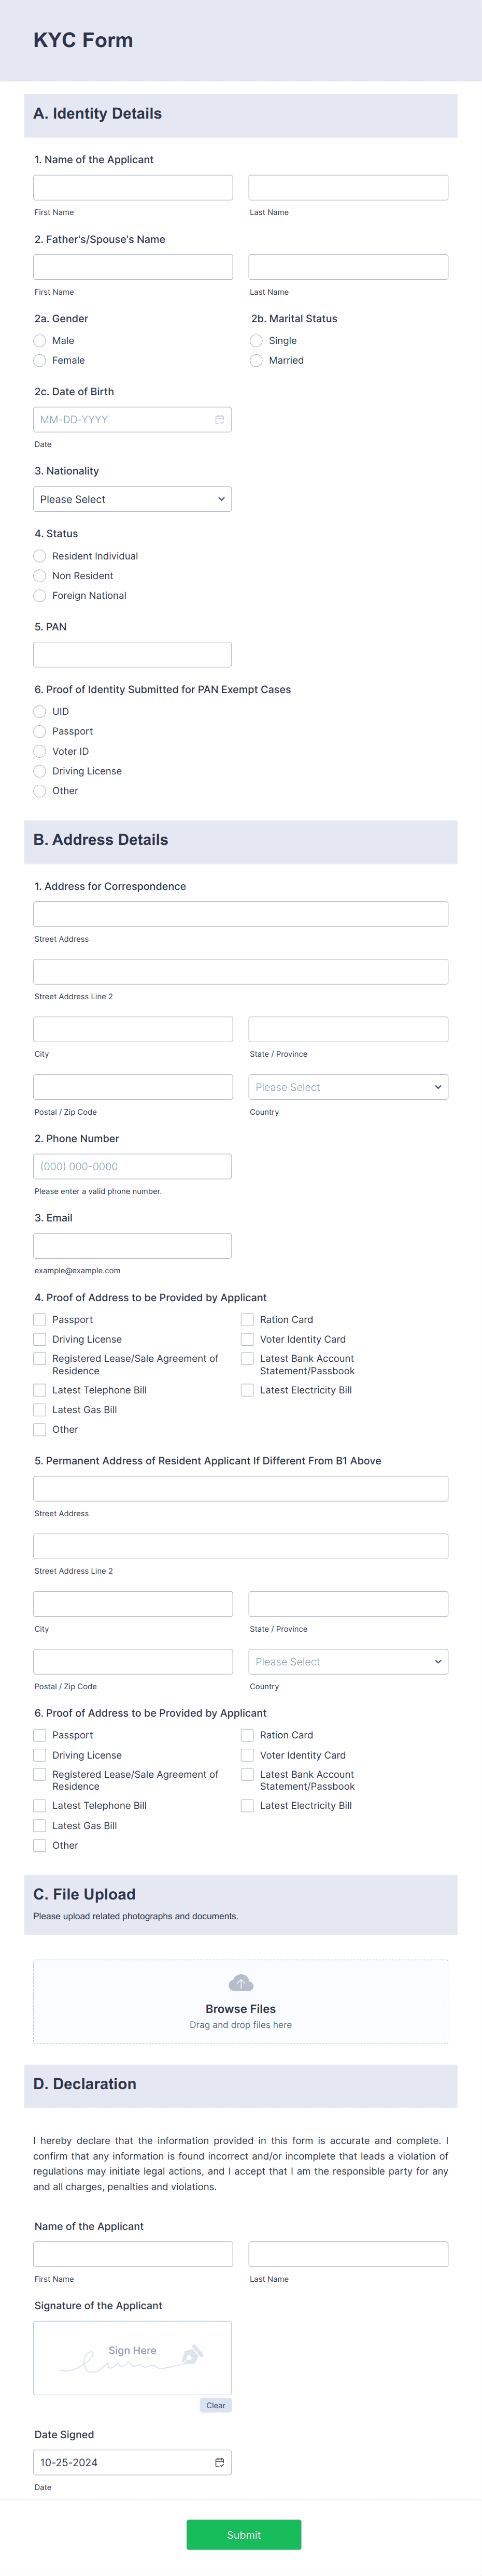 KYC Form
A. Identity Details
1. Name of the Applicant
First Name Last Name
2. Father's/Spouse's Name
First Name Last Name
2a. Gender 2b. Marital Status
Male Single
Female Married
2c. Date of Birth
MM-DD-YYYY
Date
3. Nationality
Please Select
4. Status
Resident Individual
Non Resident
Foreign National
5. PAN
6. Proof of Identity Submitted for PAN Exempt Cases
UID
Passport
Voter ID
Driving License
Other
B. Address Details
1. Address for Correspondence
Street Address
Street Address Line 2
City State / Province
Please Select
Postal / Zip Code Country
2. Phone Number
(000) 000-0000
Please enter a valid phone number.
3. Email
example@example.com
4. Proof of Address to be Provided by Applicant
Passport Ration Card
Driving License Voter Identity Card
Registered Lease/Sale Agreement of Latest Bank Account
Residence Statement/Passbook
Latest Telephone Bill Latest Electricity Bill
Latest Gas Bill
Other
5. Permanent Address of Resident Applicant If Different From B1 Above
Street Address
Street Address Line 2
City State / Province
Please Select
Postal / Zip Code Country
6. Proof of Address to be Provided by Applicant
Passport Ration Card
Driving License Voter Identity Card
Registered Lease/Sale Agreement of Latest Bank Account
Residence Statement/Passbook
Latest Telephone Bill Latest Electricity Bill
Latest Gas Bill
Other
C. File Upload
Please upload related photographs and documents.
Browse Files
Drag and drop files here
D. Declaration
I hereby declare that the information provided in this form is accurate and complete. I
confirm that any information is found incorrect and/or incomplete that leads a violation of
regulations may initiate legal actions, and I accept that I am the responsible party for any
and all charges, penalties and violations.
Name of the Applicant
First Name Last Name
Signature of the Applicant
Sign Here
Clear
Date Signed
10-25-2024
Date
Submit